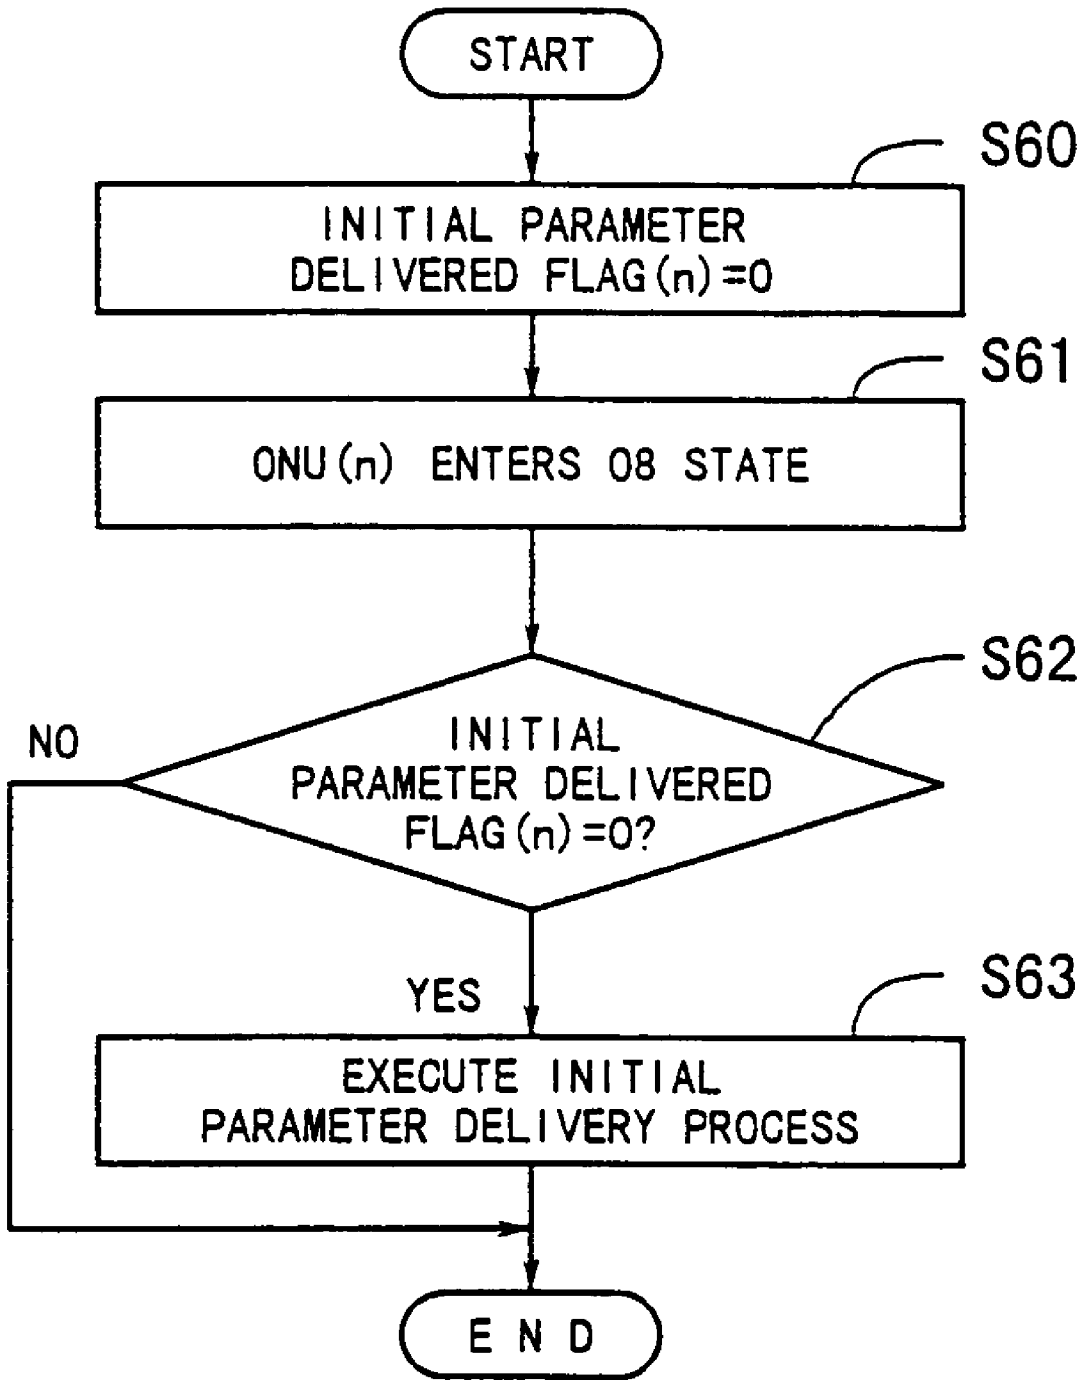 START
S60
INITIAL PARAMETER
DELIVERED FLAG(n)=0
S61
ONU(n) ENTERS O8 STATE
S62
NO
INITIAL
PARAMETER DELIVERED
FLAG(n)=0?
YES
S63
EXECUTE INITIAL
PARAMETER DELIVERY PROCESS
END